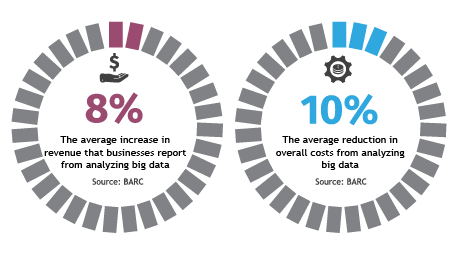 8%
The average increase in
revenue that businesses report
from analyzing big data
Source: BARC
10%
The average reduction in
overall costs from analyzing
big data
Source: BARC